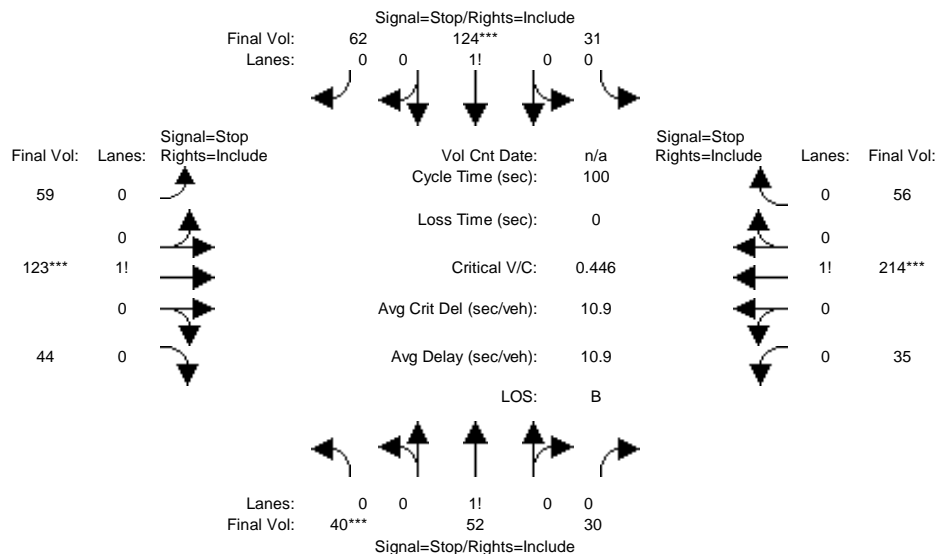 Signal=Stop/Rights=Include
Final Vol: 62 124*** 31
Lanes: 0 0 1! 0 0
Signal=Stop
Final Vol: Lanes: Rights=Include
Vol Cnt Date: n/a
Signal=Stop
Rights=Include Lanes: Final Vol:
Cycle Time (sec): 100
59 0
0 56
Loss Time (sec): 0
0
0
123*** 1!
Critical V/C: 0.446
1! 214***
0
Avg Crit Del (sec/veh): 10.9
0
44 0
Avg Delay (sec/veh): 10.9
0 35
LOS: B
Lanes: 0 0 1! 0 0
Final Vol: 40*** 52 30
Signal=Stop/Rights=Include